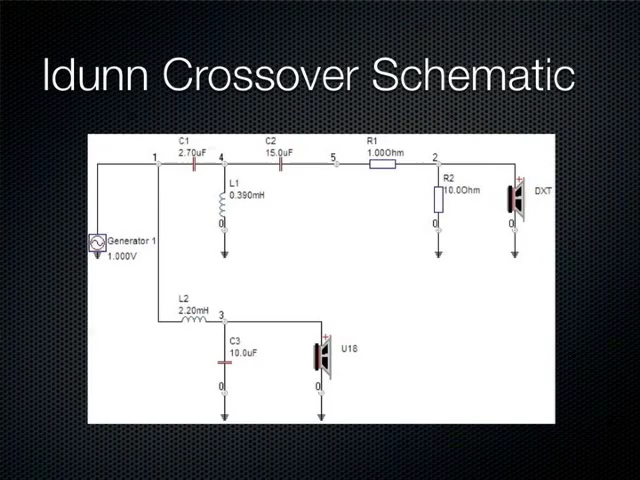 Idunn Crossover Schematic
C1
2.70uF
C2
15.0uF
R1
1.00Ohm
1
4
5
2
L1
0.390mH
R2
10.0Ohm
DXT
+
0
0
0
Generator 1
1.000V
L2
2.20mH
3
C3
10.0uF
+
U18
0
0